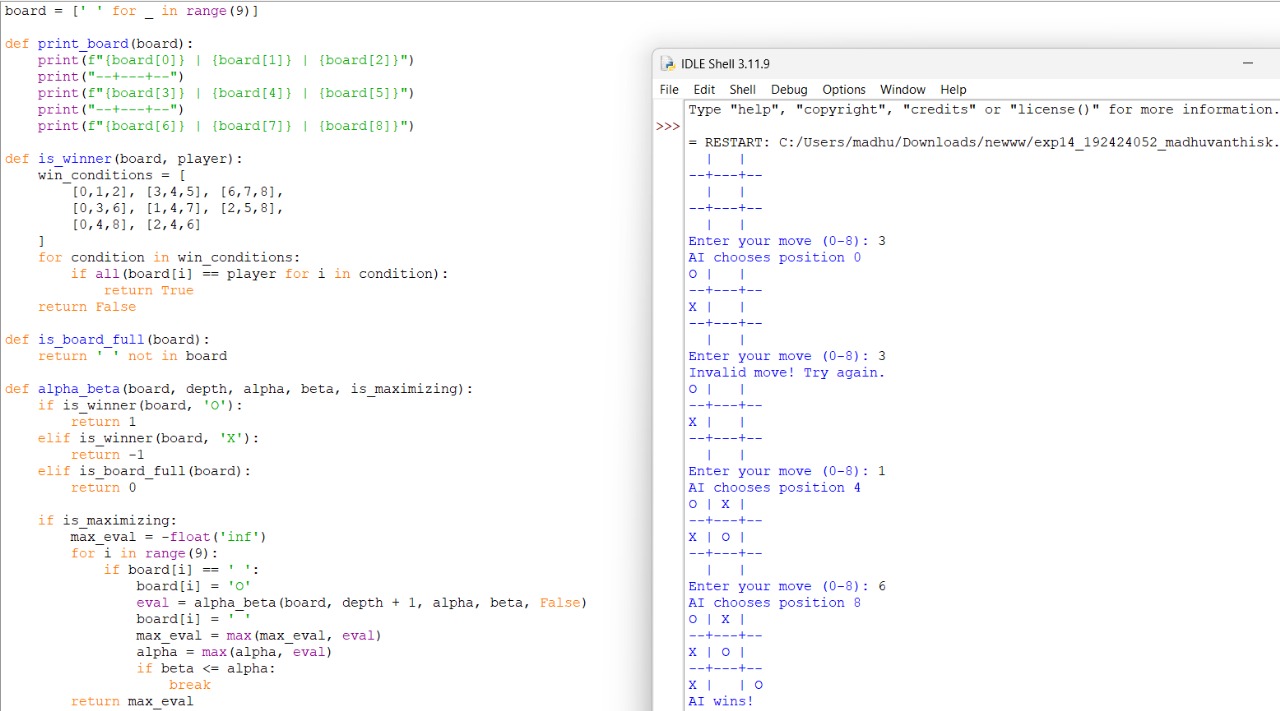 board = [' ' for _ in range(9)]

def print_board(board):
    print(f"{board[0]} | {board[1]} | {board[2]}")
    print("--+---+--")
    print(f"{board[3]} | {board[4]} | {board[5]}")
    print("--+---+--")
    print(f"{board[6]} | {board[7]} | {board[8]}")

def is_winner(board, player):
    win_conditions = [
        [0,1,2], [3,4,5], [6,7,8],
        [0,3,6], [1,4,7], [2,5,8],
        [0,4,8], [2,4,6]
    ]
    for condition in win_conditions:
        if all(board[i] == player for i in condition):
            return True
    return False

def is_board_full(board):
    return ' ' not in board

def alpha_beta(board, depth, alpha, beta, is_maximizing):
    if is_winner(board, 'O'):
        return 1
    elif is_winner(board, 'X'):
        return -1
    elif is_board_full(board):
        return 0

    if is_maximizing:
        max_eval = -float('inf')
        for i in range(9):
            if board[i] == ' ':
                board[i] = 'O'
                eval = alpha_beta(board, depth + 1, alpha, beta, False)
                board[i] = ' '
                max_eval = max(max_eval, eval)
                alpha = max(alpha, eval)
                if beta <= alpha:
                    break
        return max_eval
IDLE Shell 3.11.9
File Edit Shell Debug Options Window Help
Type "help", "copyright", "credits" or "license()" for more information.
>>>
= RESTART: C:/Users/madhu/Downloads/newww/exp14_192424052_madhuvanthisk.
  |   |
--+---+--
  |   |
--+---+--
  |   |
Enter your move (0-8): 3
AI chooses position 0
O |   |
--+---+--
X |   |
--+---+--
  |   |
Enter your move (0-8): 3
Invalid move! Try again.
O |   |
--+---+--
X |   |
--+---+--
  |   |
Enter your move (0-8): 1
AI chooses position 4
O | X |
--+---+--
X | O |
--+---+--
  |   |
Enter your move (0-8): 6
AI chooses position 8
O | X |
--+---+--
X | O |
--+---+--
X |   | O
AI wins!